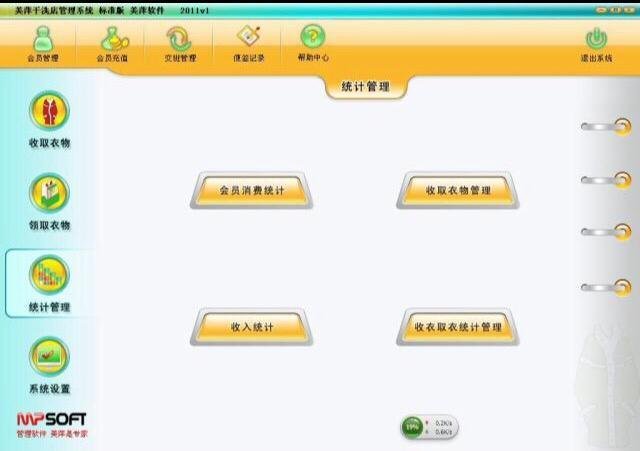 美萍干洗店管理系统 标准版 美萍软件 2011v1
会员管理 会员充值 交班管理 便签记录 帮助中心 退出系统
统计管理
收取衣物
领取衣物
统计管理
系统设置
会员消费统计 收取衣物管理
收入统计 收衣取衣统计管理
MPSOFT
管理软件 美萍是专家
19%
0.2K/s
0.6K/s